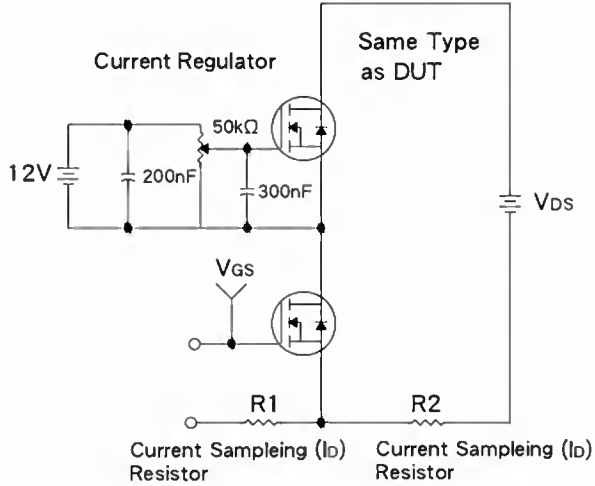 Same Type
as DUT
Current Regulator
50kΩ
12V
200nF
300nF
VDS
VGS
R1
R2
Current Sampleing (ID)
Resistor
Current Sampleing (ID)
Resistor